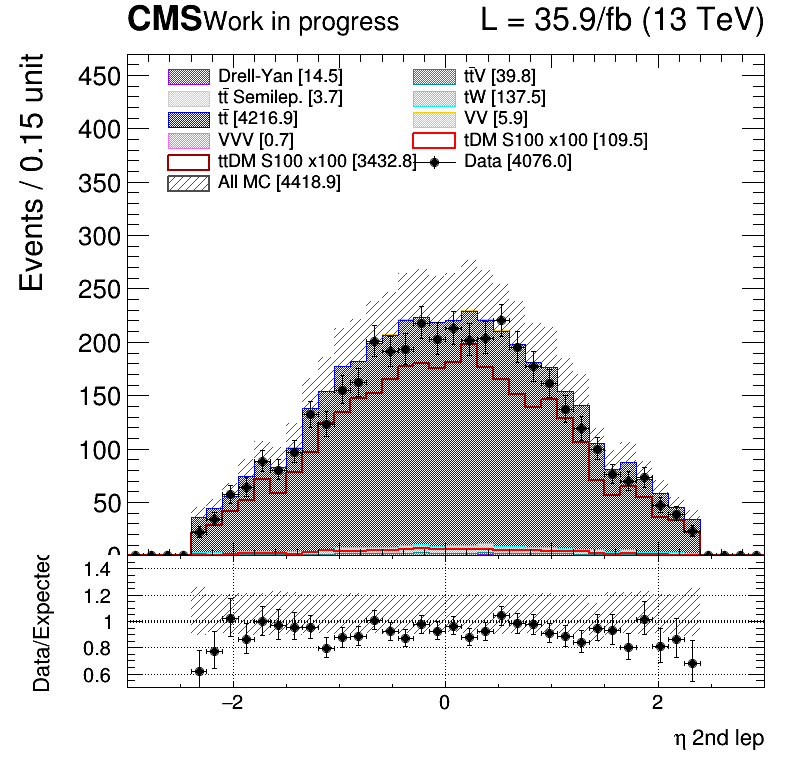 CMS Work in progress L = 35.9/fb (13 TeV)
Events / 0.15 unit
450
400
350
300
250
200
150
100
50
0
Drell-Yan [14.5] tt̄V [39.8]
tt̄ Semilep. [3.7] tW [137.5]
tt̄ [4216.9] VV [5.9]
VVV [0.7] tDM S100 x100 [109.5]
ttDM S100 x100 [3432.8] Data [4076.0]
All MC [4418.9]
Data/Expected
1.4
1.2
1
0.8
0.6
−2 0 2
η 2nd lep